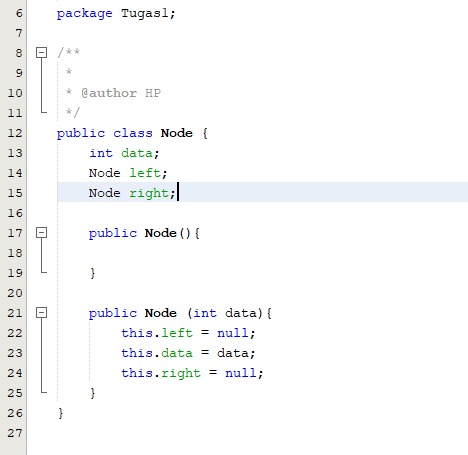 6 package Tugas1;
7
8 /**
9 *
10 * @author HP
11 */
12 public class Node {
13 int data;
14 Node left;
15 Node right;
16
17 public Node(){
18
19 }
20
21 public Node (int data){
22 this.left = null;
23 this.data = data;
24 this.right = null;
25 }
26 }
27